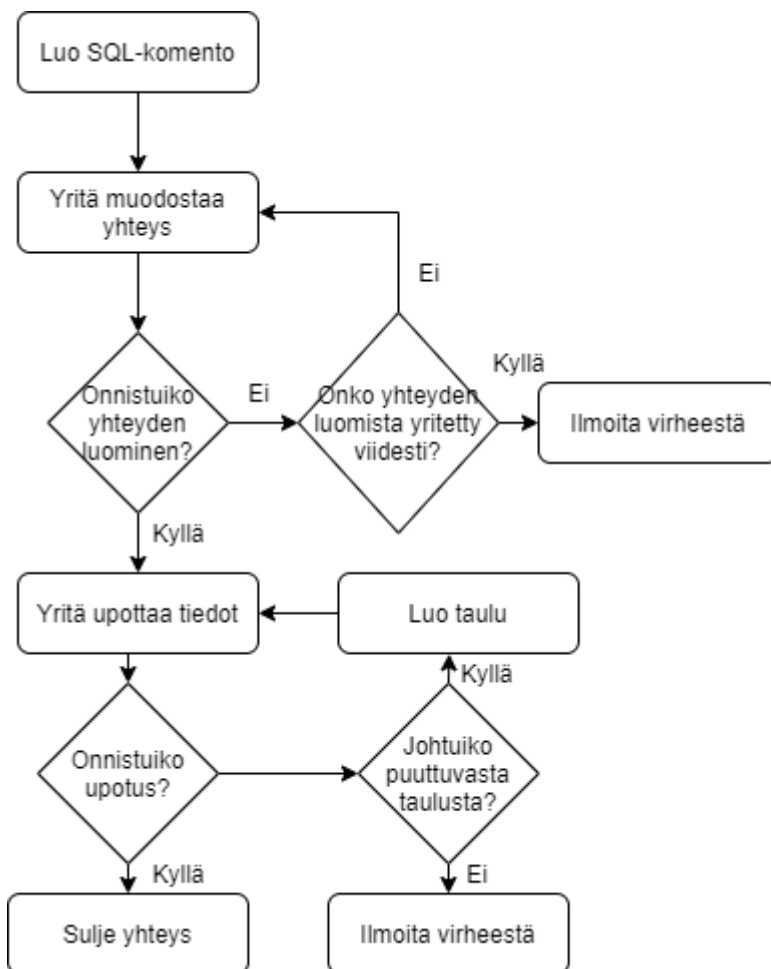 Luo SQL-komento
Yritä muodostaa
yhteys
Ei
Onnistuiko
yhteyden
luominen?
Ei
Onko yhteyden
luomista yritetty
viidesti?
Kyllä
Ilmoita virheestä
Kyllä
Yritä upottaa tiedot
Luo taulu
Kyllä
Onnistuiko
upotus?
Johtuiko
puuttuvasta
taulusta?
Kyllä
Ei
Sulje yhteys
Ilmoita virheestä